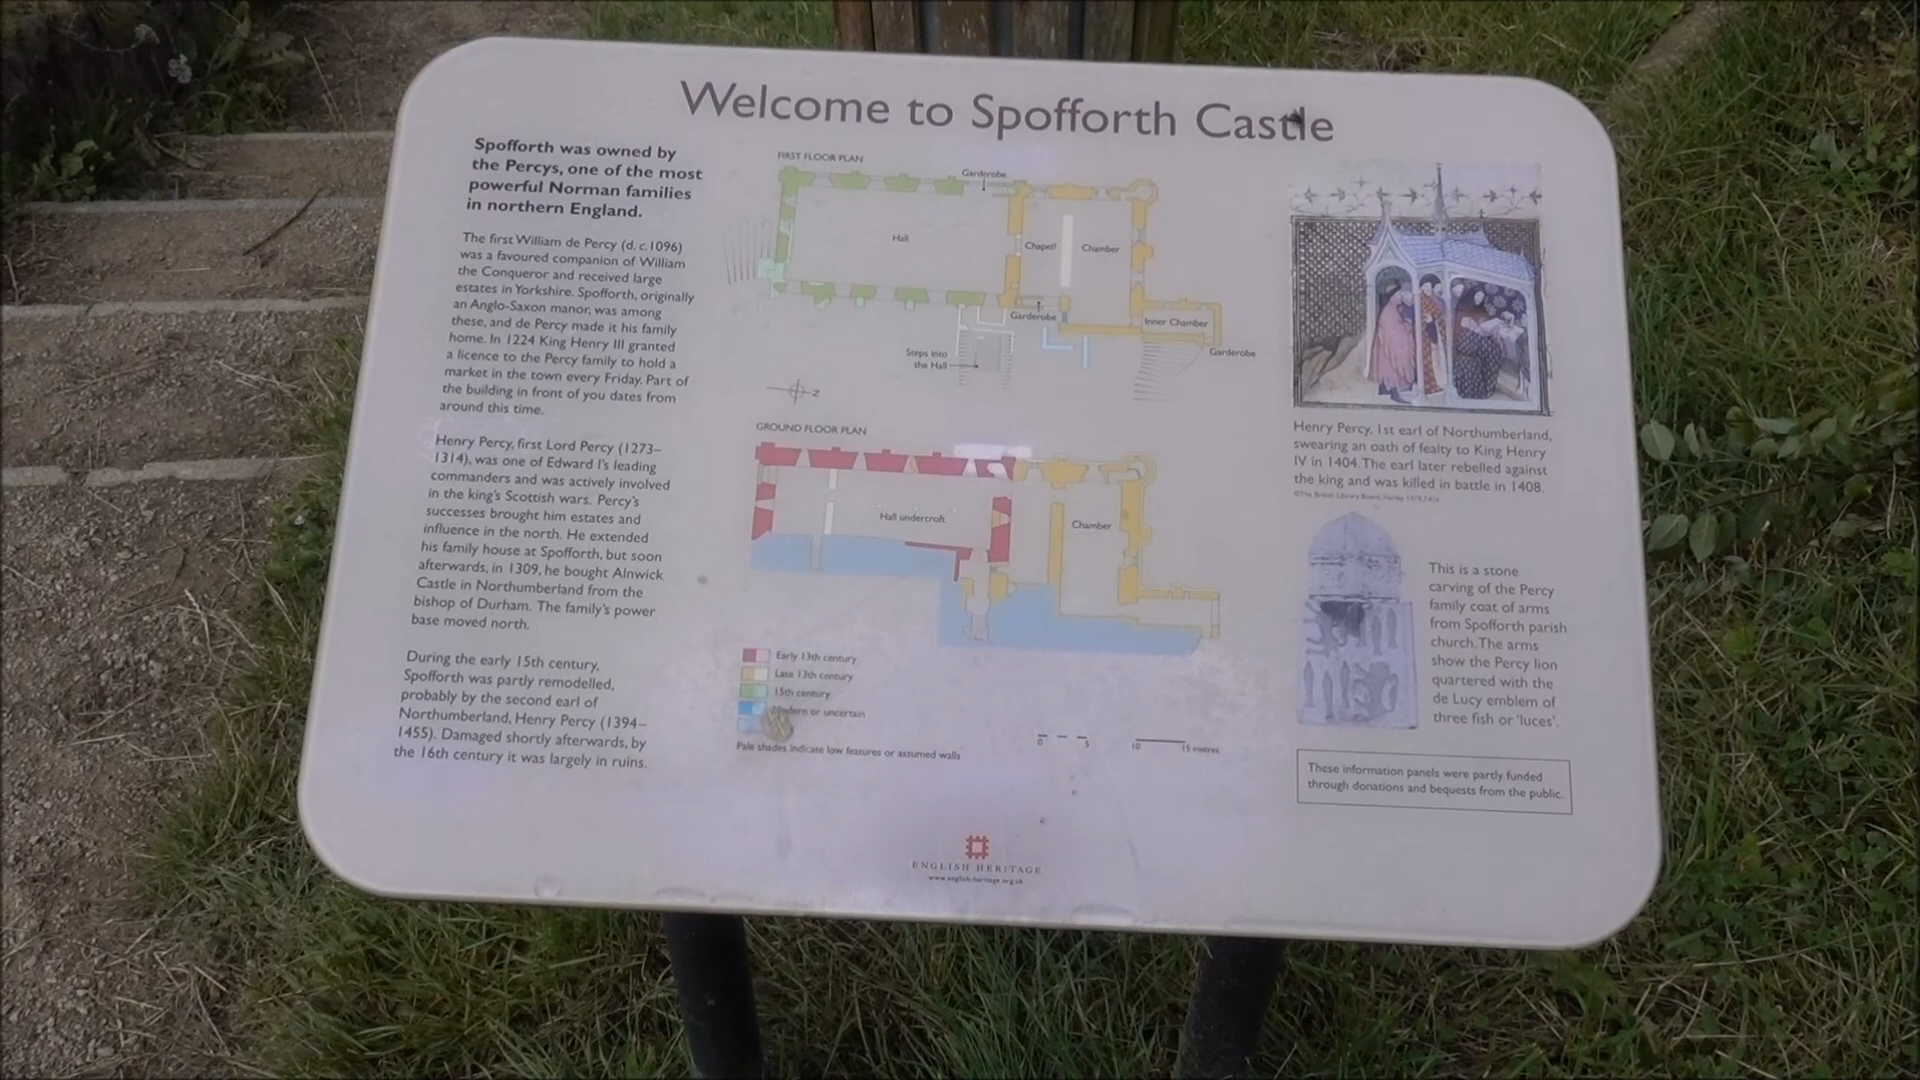 Welcome to Spofforth Castle
Spofforth was owned by
the Percys, one of the most
powerful Norman families
in northern England.
The first William de Percy (d. c.1096)
was a favoured companion of William
the Conqueror and received large
estates in Yorkshire. Spofforth, originally
an Anglo-Saxon manor, was among
these, and de Percy made it his family
home. In 1224 King Henry III granted
a licence to the Percy family to hold a
market in the town every Friday. Part of
the building in front of you dates from
around this time.
Henry Percy, first Lord Percy (1273–
1314), was one of Edward I's leading
commanders and was actively involved
in the king's Scottish wars. Percy's
successes brought him estates and
influence in the north. He extended
his family house at Spofforth, but soon
afterwards, in 1309, he bought Alnwick
Castle in Northumberland from the
bishop of Durham. The family's power
base moved north.
During the early 15th century,
Spofforth was partly remodelled,
probably by the second earl of
Northumberland, Henry Percy (1394–
1455). Damaged shortly afterwards, by
the 16th century it was largely in ruins.
FIRST FLOOR PLAN
Garderobe
Hall
Chapel?
Chamber
Garderobe
Inner Chamber
Garderobe
Steps into
the Hall
Z
GROUND FLOOR PLAN
Hall undercroft
Chamber
Early 13th century
Late 13th century
15th century
Modern or uncertain
Pale shades indicate low features or assumed walls
0 5 10 15 metres
Henry Percy, 1st earl of Northumberland,
swearing an oath of fealty to King Henry
IV in 1404. The earl later rebelled against
the king and was killed in battle in 1408.
©The British Library Board, Harley
This is a stone
carving of the Percy
family coat of arms
from Spofforth parish
church. The arms
show the Percy lion
quartered with the
de Lucy emblem of
three fish or 'luces'.
These information panels were partly funded
through donations and bequests from the public.
ENGLISH HERITAGE
www.english-heritage.org.uk